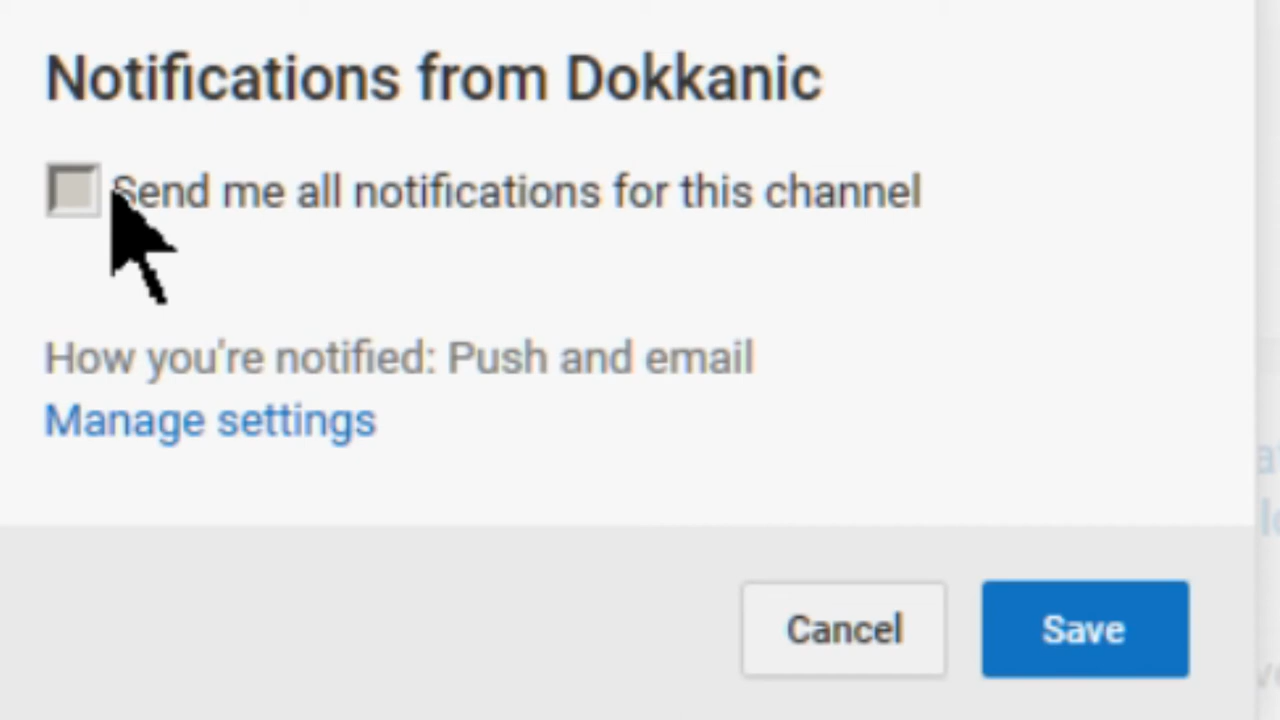 Notifications from Dokkanic
Send me all notifications for this channel
How you're notified: Push and email
Manage settings
Cancel
Save